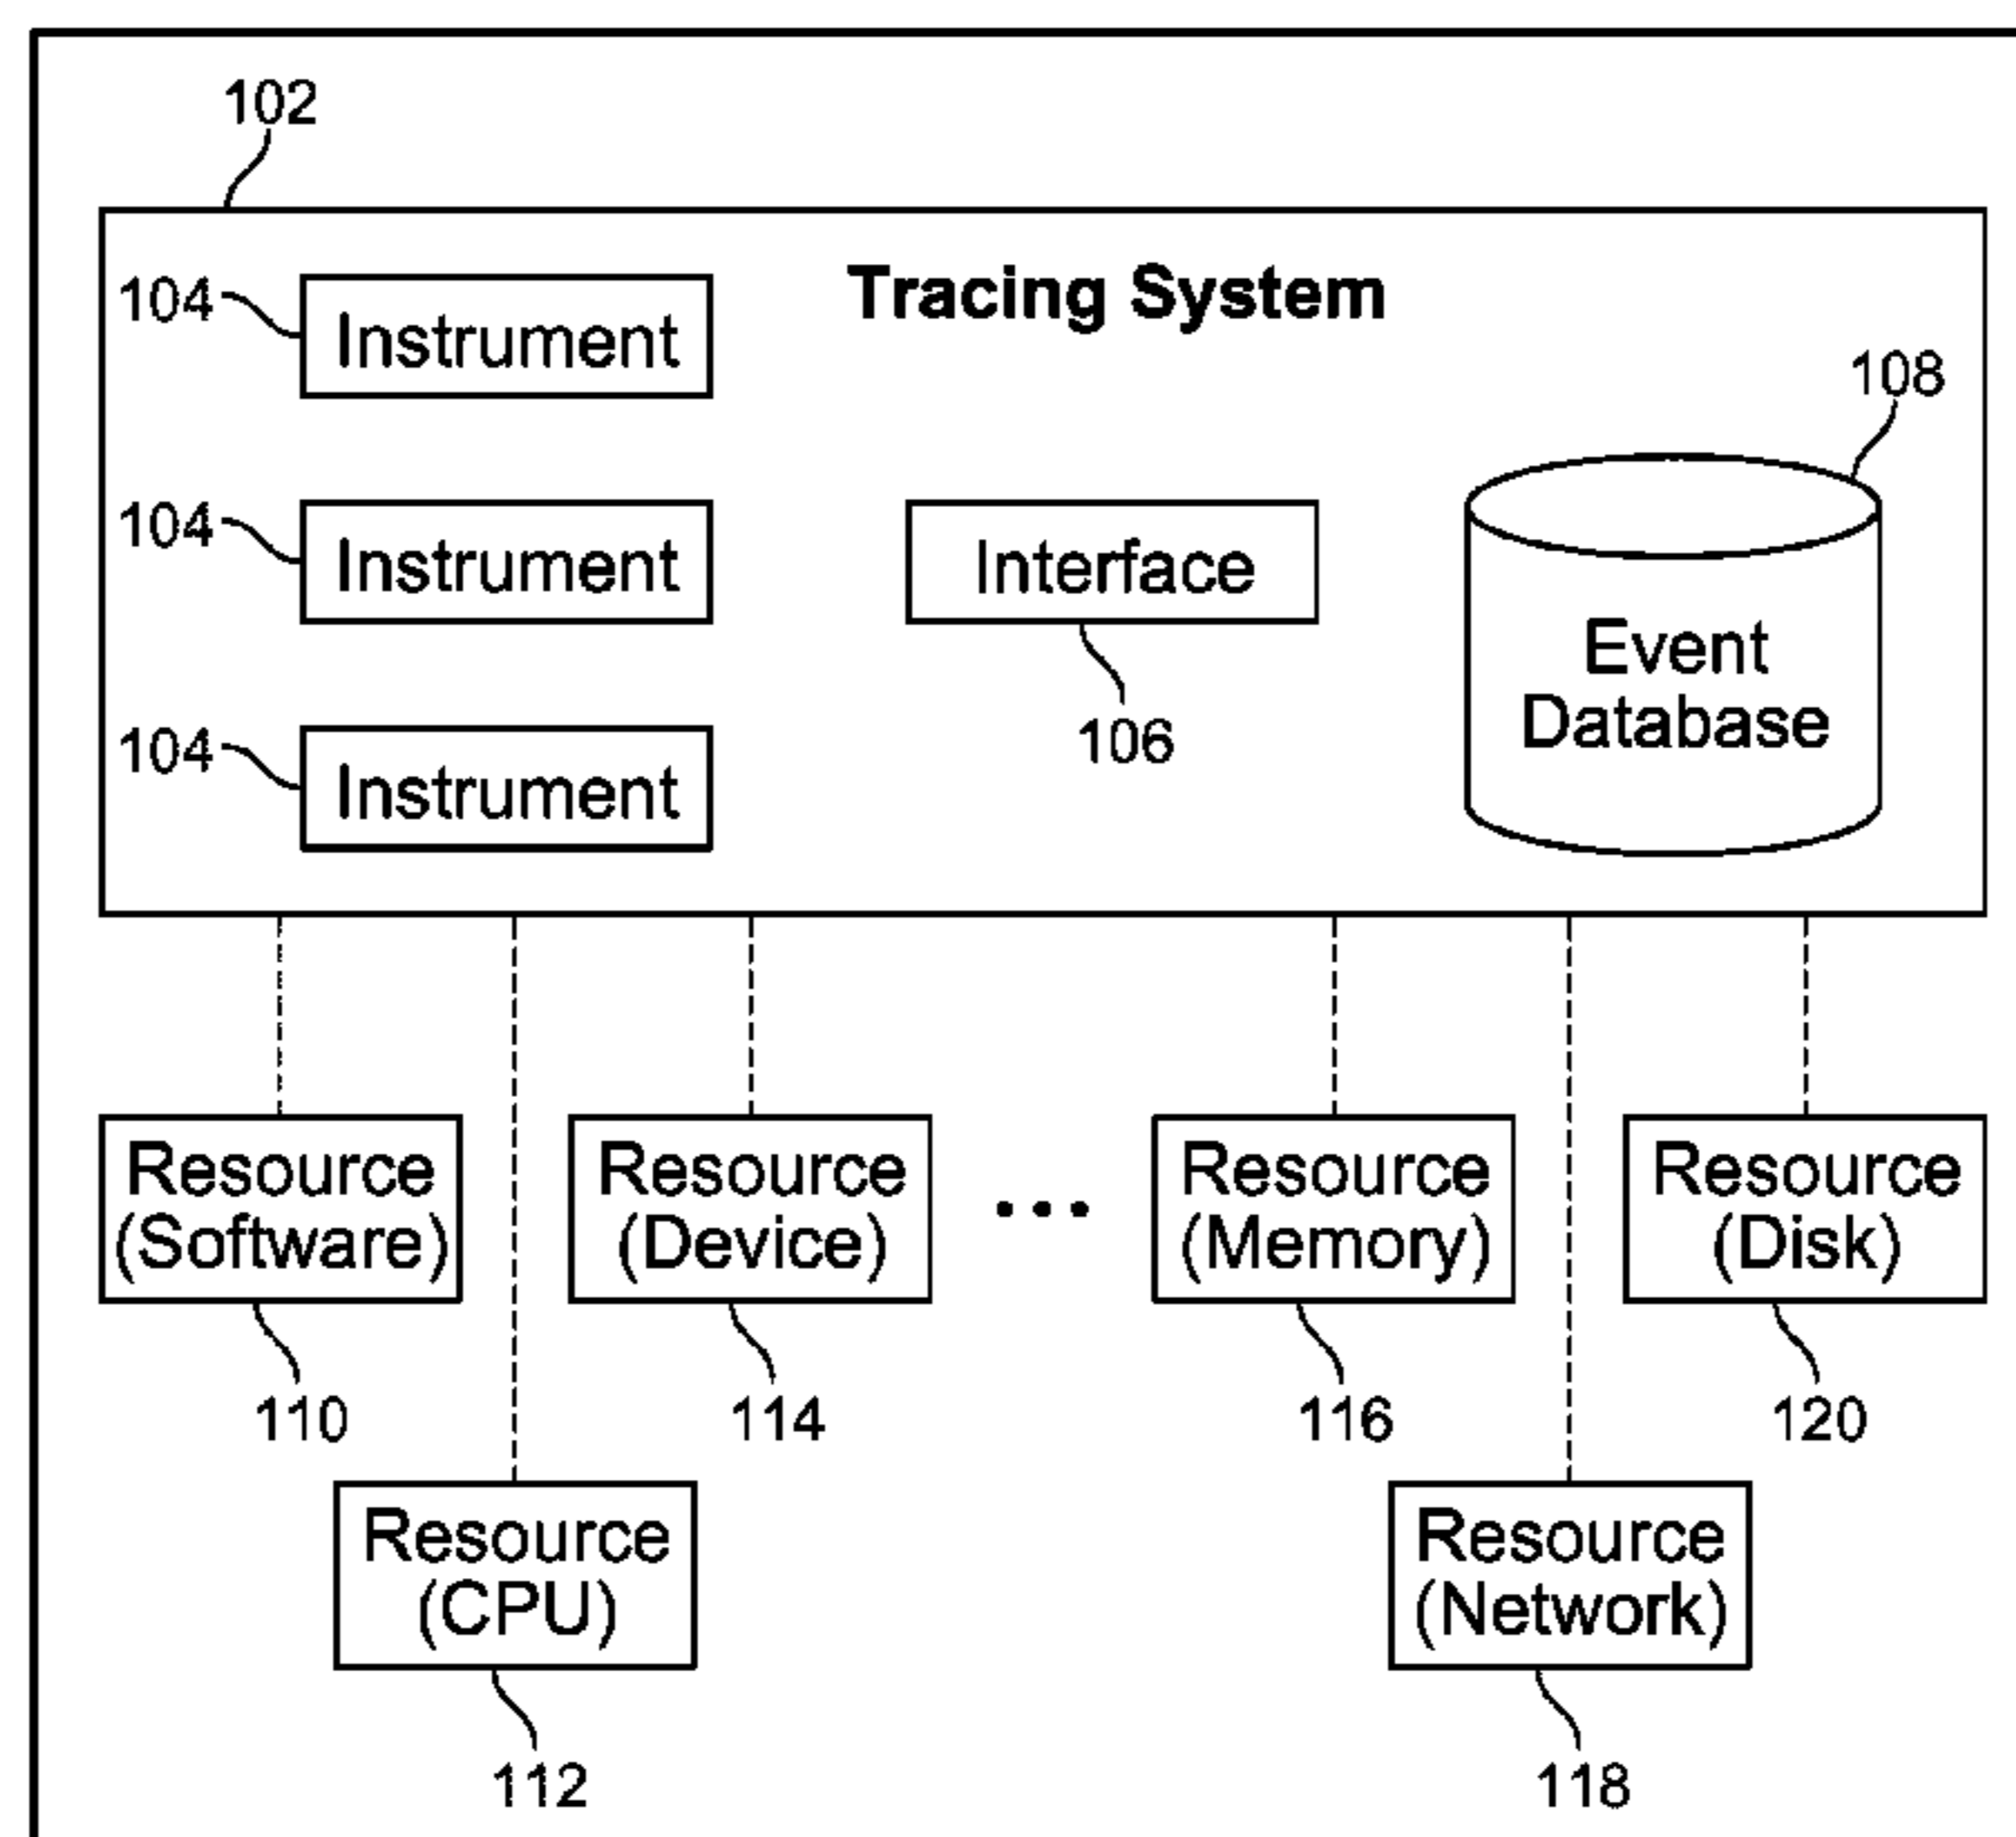 102
Tracing System
104
Instrument
108
104
Instrument
Interface
Event
Database
106
104
Instrument
Resource
(Software)
Resource
(Device)
...
Resource
(Memory)
Resource
(Disk)
110
114
116
120
Resource
(CPU)
Resource
(Network)
112
118